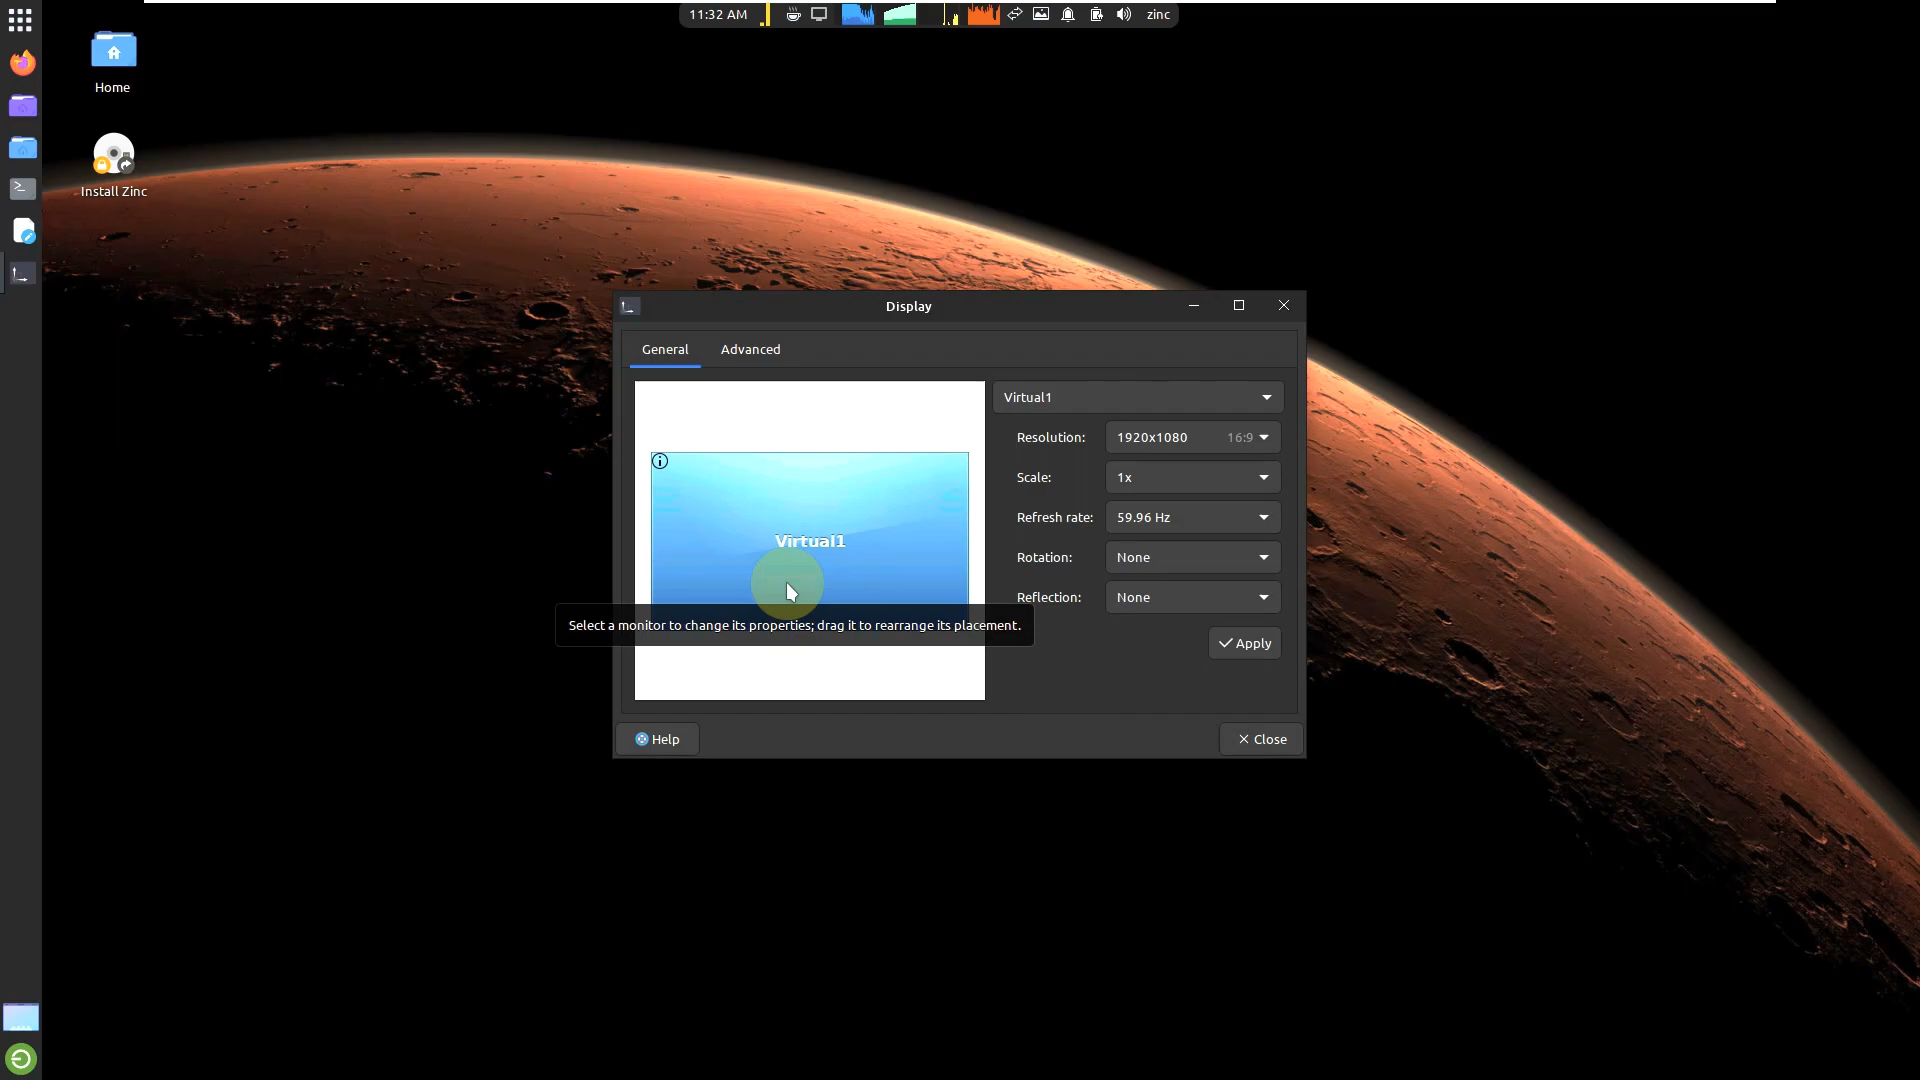 11:32 AM
zinc
Home
Install Zinc
Display
General
Advanced
Virtual1
Resolution:
1920x1080
16:9
Scale:
1x
Refresh rate:
59.96 Hz
Rotation:
None
Reflection:
None
Virtual1
Select a monitor to change its properties; drag it to rearrange its placement.
Apply
Help
Close